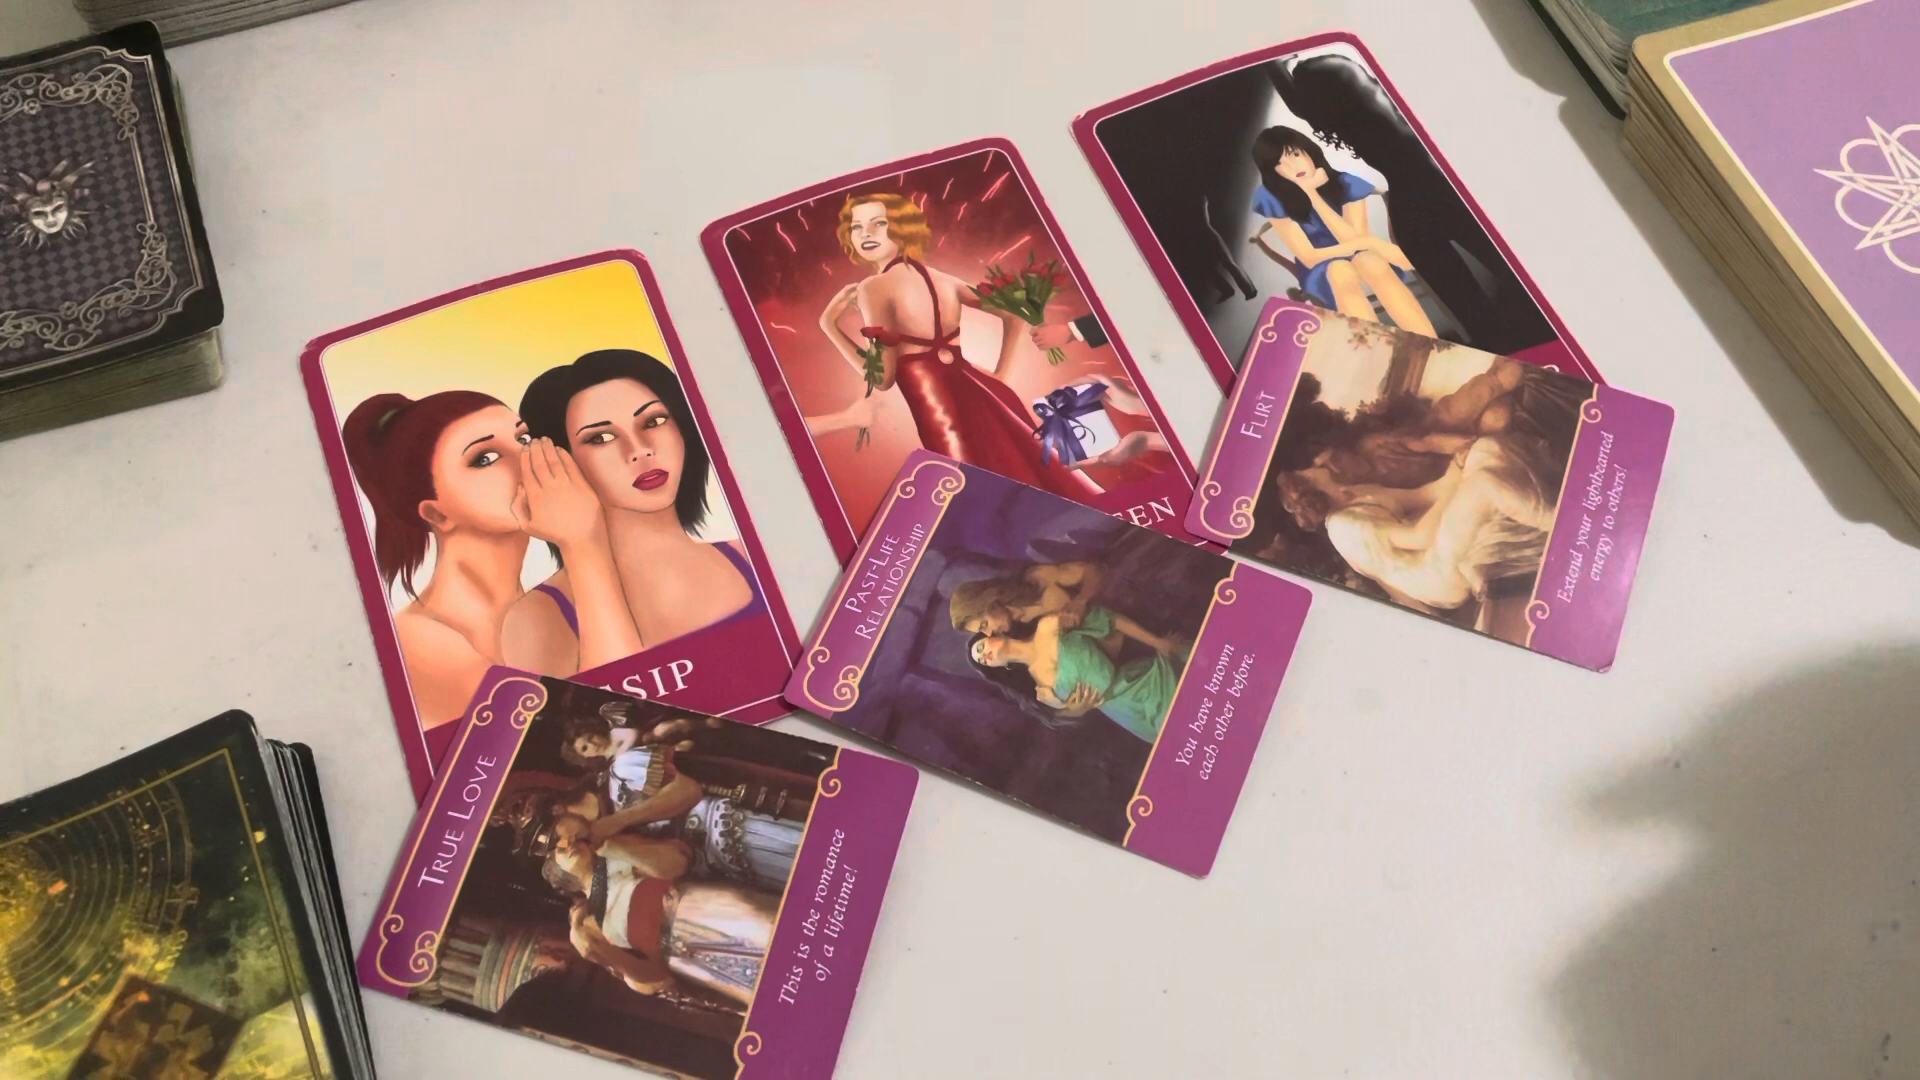 SIP
EEN
FLIRT
Extend your lighthearted
energy to others!
PAST-LIFE
RELATIONSHIP
You have known
each other before.
TRUE LOVE
This is the romance
of a lifetime!